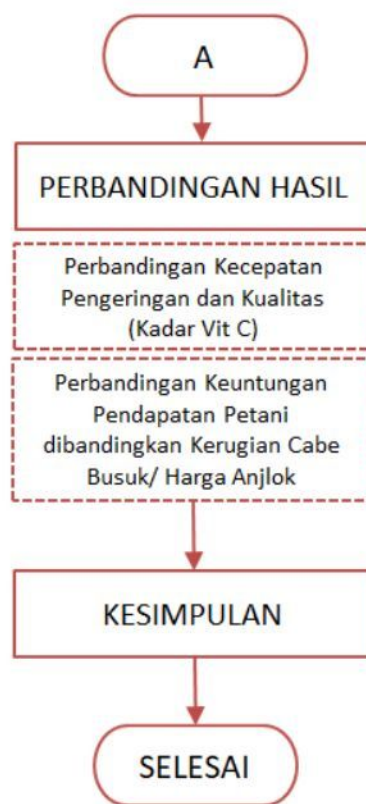 A
PERBANDINGAN HASIL
Perbandingan Kecepatan
Pengeringan dan Kualitas
(Kadar Vit C)
Perbandingan Keuntungan
Pendapatan Petani
dibandingkan Kerugian Cabe
Busuk/ Harga Anjlok
KESIMPULAN
SELESAI